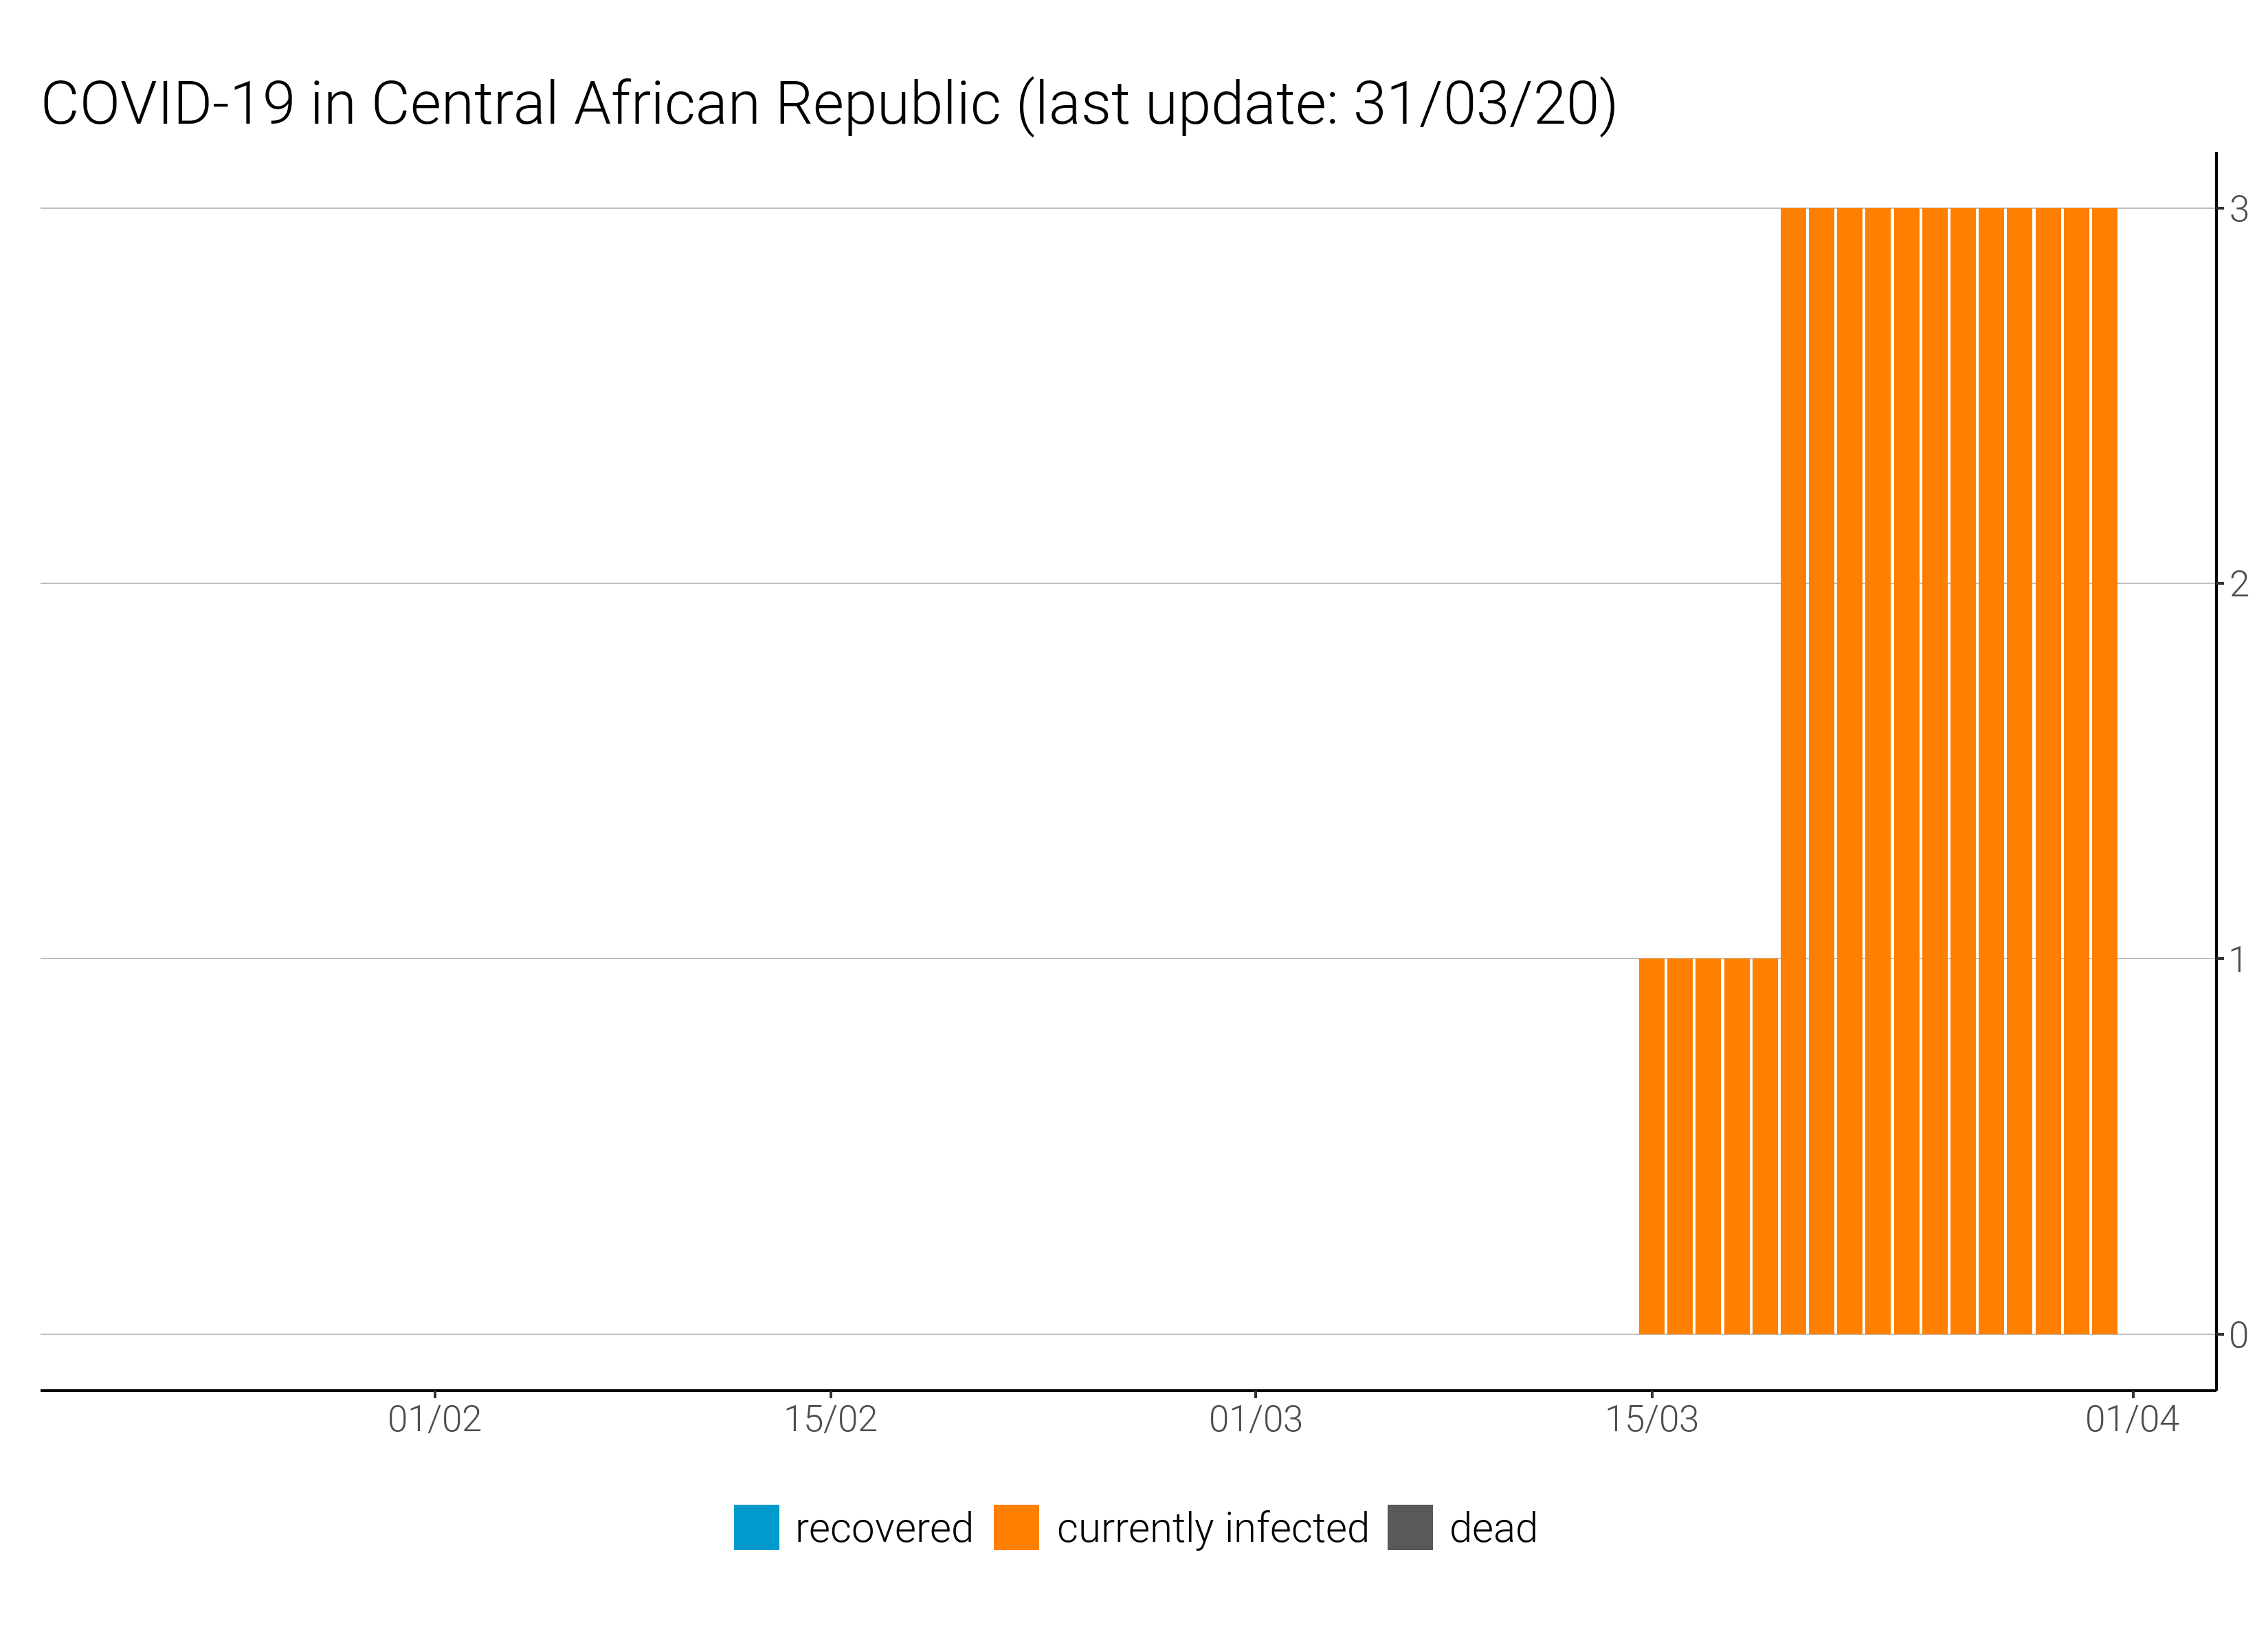 COVID-19 in Central African Republic (last update: 31/03/20)
3
2
1
0
01/02 15/02 01/03 15/03 01/04
recovered currently infected dead